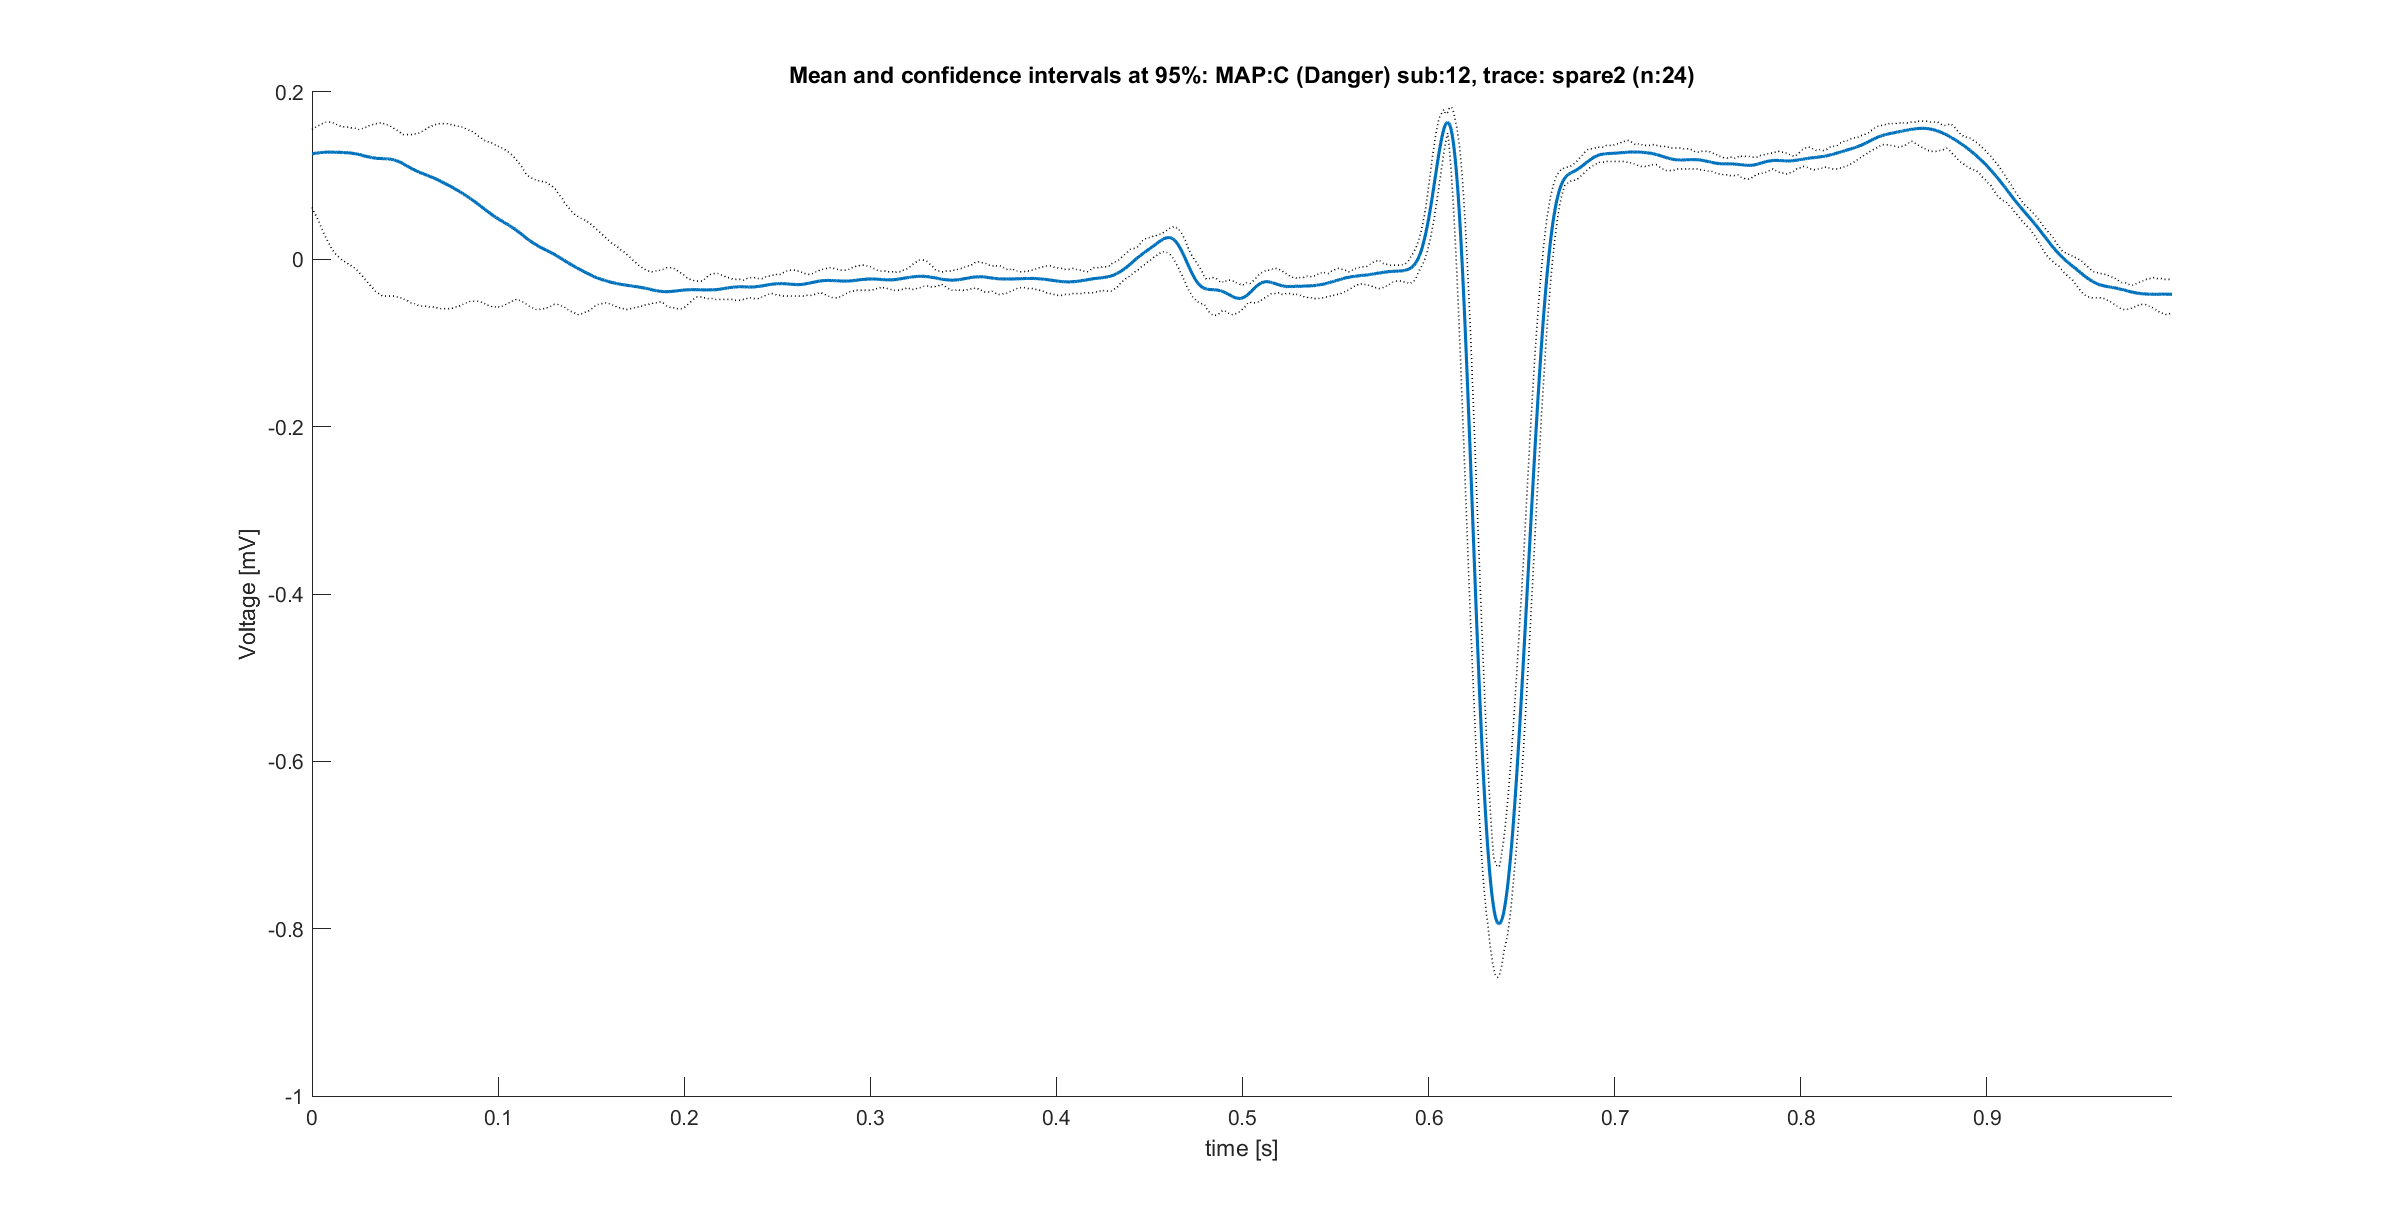 Mean and confidence intervals at 95%: MAP:C (Danger) sub:12, trace: spare2 (n:24)
0.2
0
-0.2
-0.4
-0.6
-0.8
-1
Voltage [mV]
0 0.1 0.2 0.3 0.4 0.5 0.6 0.7 0.8 0.9
time [s]